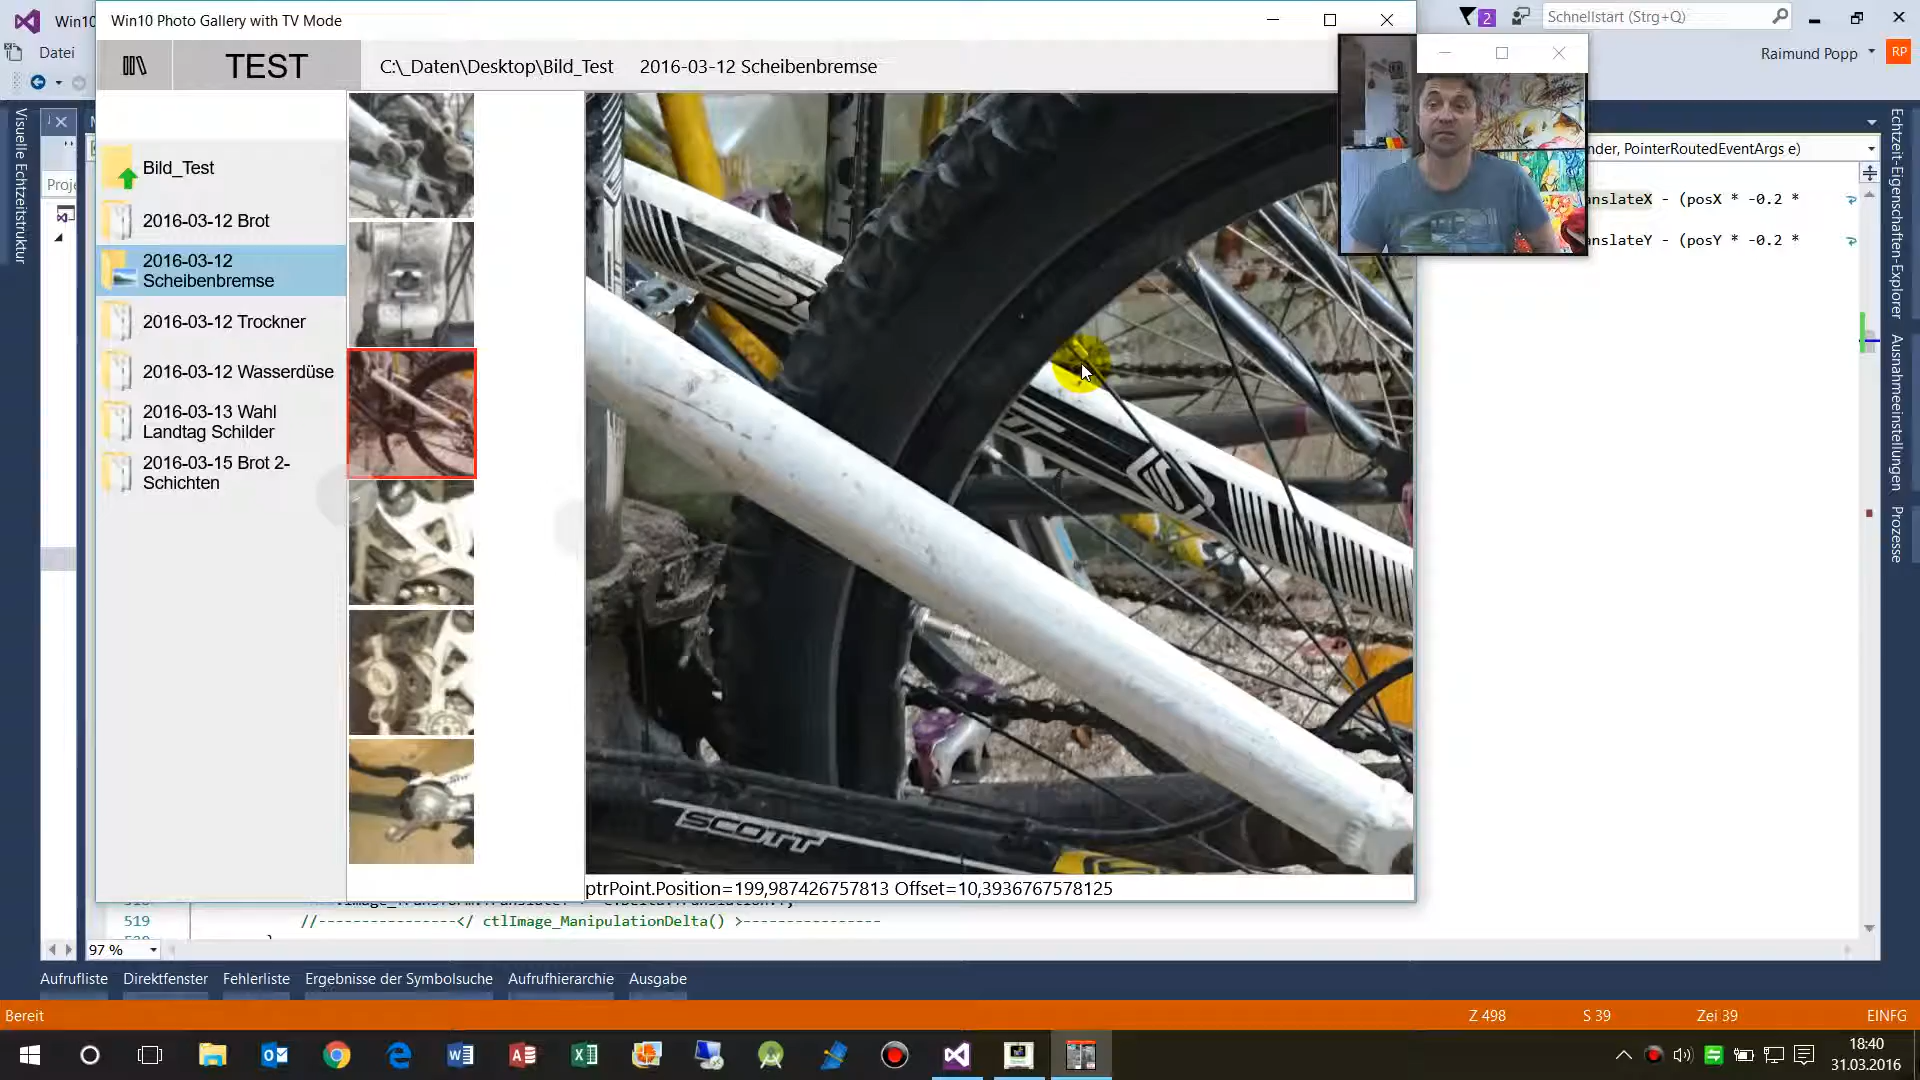 Win10
Win10 Photo Gallery with TV Mode
2
Schnellstart (Strg+Q)
Datei
TEST
C:\_Daten\Desktop\Bild_Test 2016-03-12 Scheibenbremse
Raimund Popp
RP
Visuelle Echtzeitstruktur
Proje
nder, PointerRoutedEventArgs e)
anslateX - (posX * -0.2 *
anslateY - (posY * -0.2 *
Bild_Test
2016-03-12 Brot
2016-03-12
Scheibenbremse
2016-03-12 Trockner
2016-03-12 Wasserdüse
2016-03-13 Wahl
Landtag Schilder
2016-03-15 Brot 2-
Schichten
Echtzeit-Eigenschaften-Explorer
Ausnahmeeinstellungen
Prozesse
SCOTT
ptrPoint.Position=199,987426757813 Offset=10,3936767578125
519 //---------------</ ctlImage_ManipulationDelta() >----------------
97 %
Aufrufliste Direktfenster Fehlerliste Ergebnisse der Symbolsuche Aufrufhierarchie Ausgabe
Bereit
Z 498 S 39 Zei 39 EINFG
18:40
31.03.2016